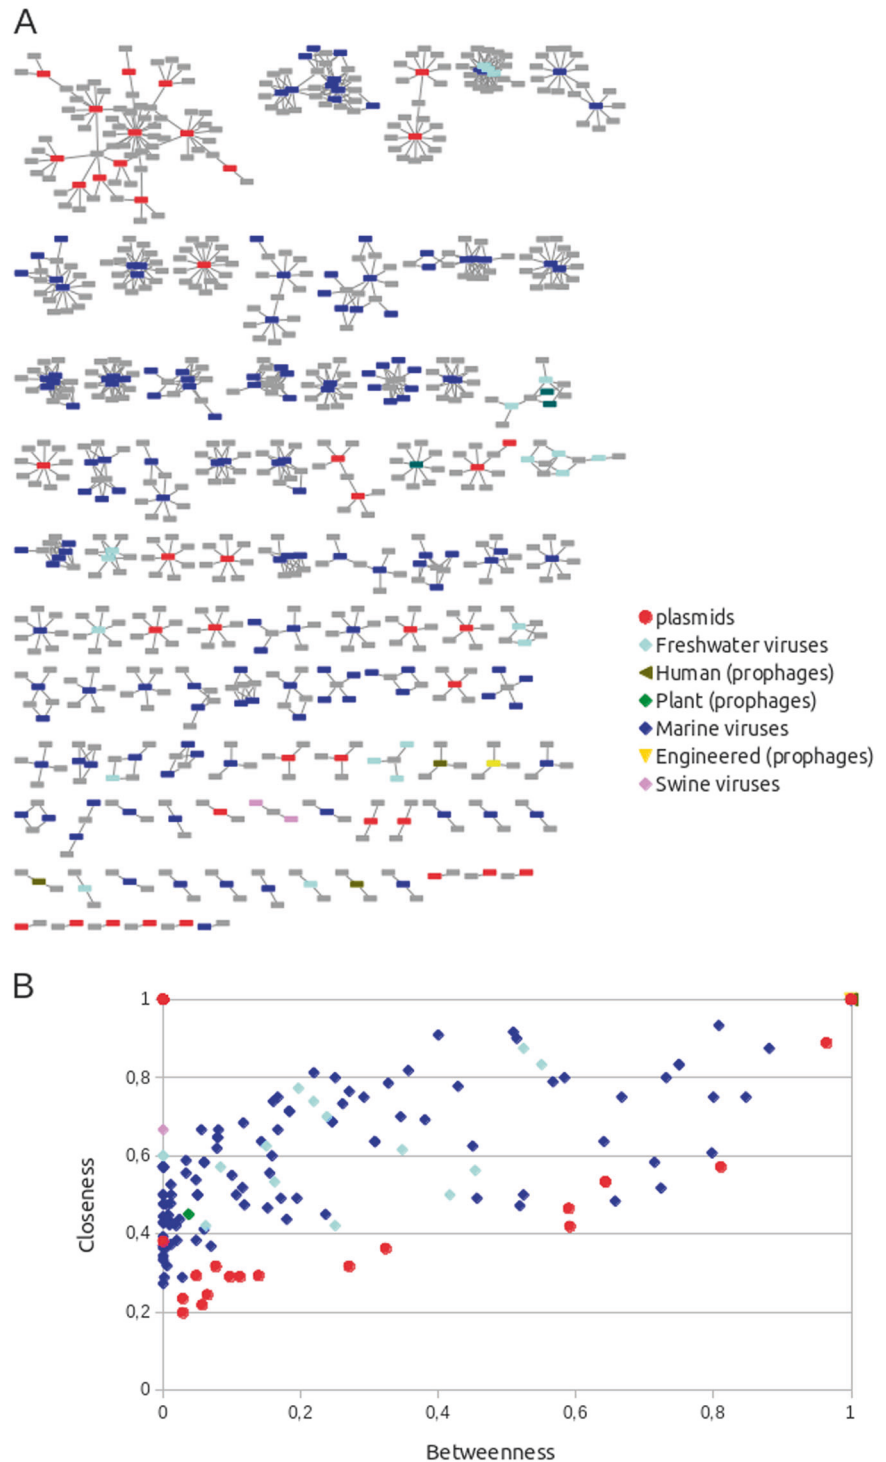 A
plasmids
Freshwater viruses
Human (prophages)
Plant (prophages)
Marine viruses
Engineered (prophages)
Swine viruses
B
1
0,8
0,6
0,4
0,2
0
Closeness
0 0,2 0,4 0,6 0,8 1
Betweenness